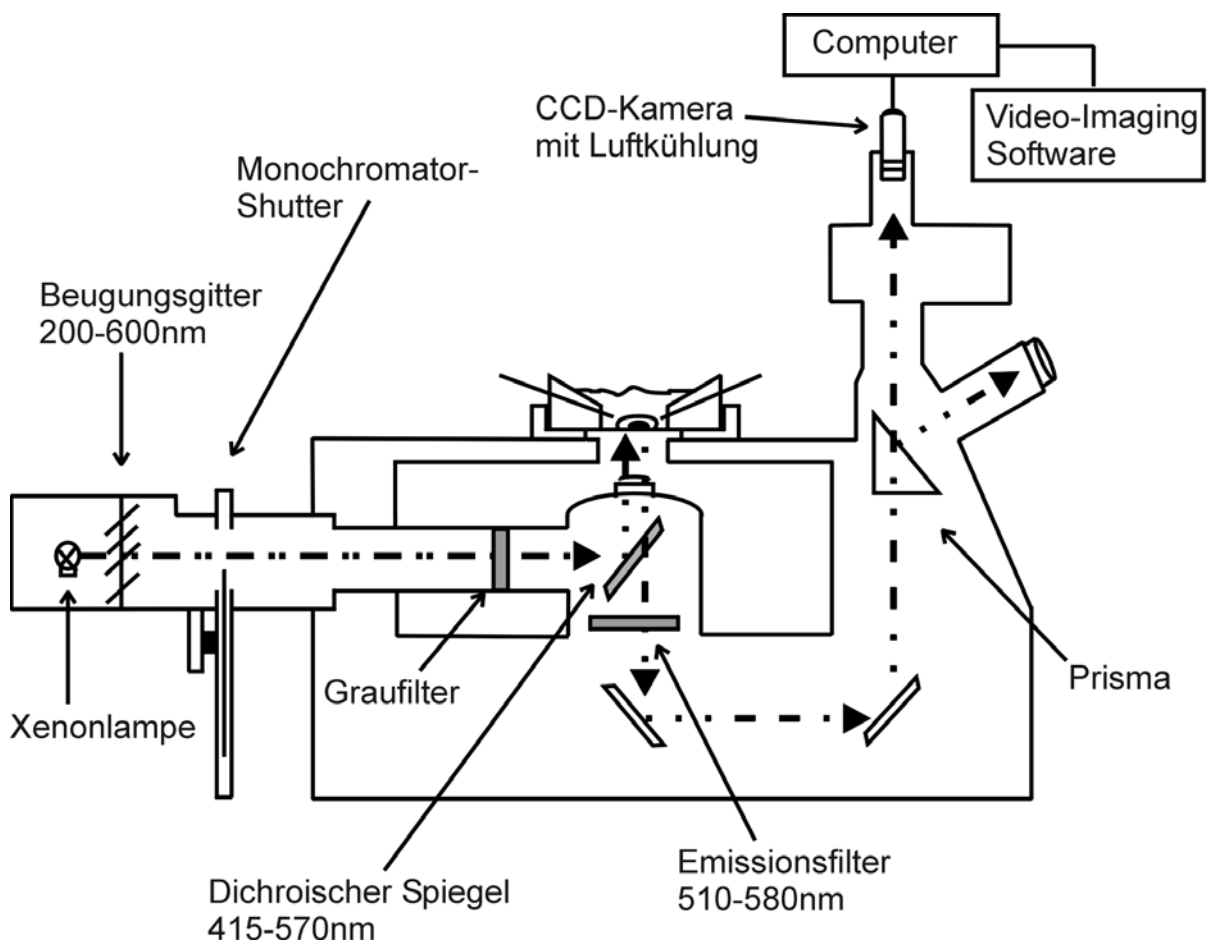 Computer
CCD-Kamera
mit Luftkühlung
Video-Imaging
Software
Monochromator-
Shutter
Beugungsgitter
200-600nm
Graufilter
Xenonlampe
Prisma
Dichroischer Spiegel
415-570nm
Emissionsfilter
510-580nm